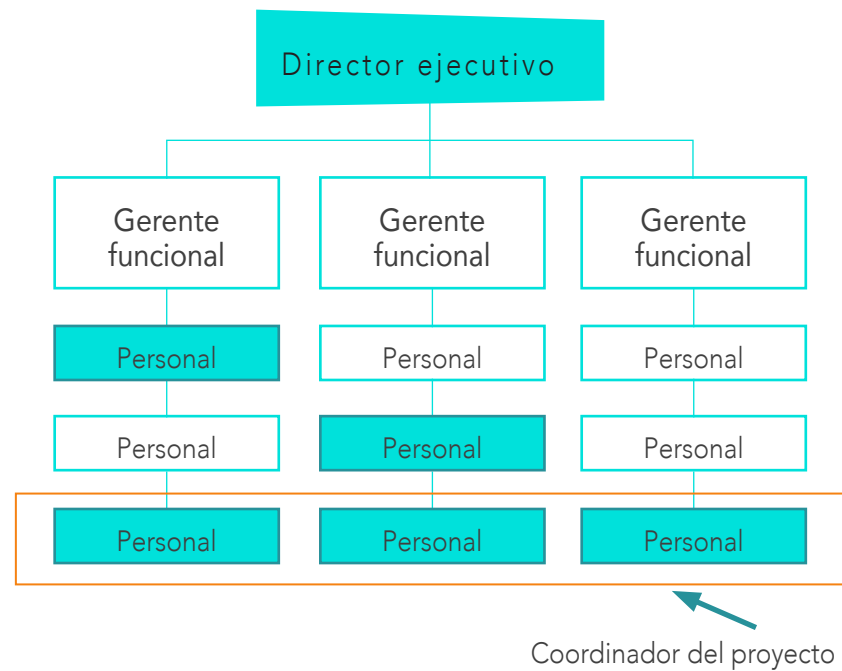 Director ejecutivo
Gerente
funcional
Gerente
funcional
Gerente
funcional
Personal
Personal
Personal
Personal
Personal
Personal
Personal
Personal
Personal
Coordinador del proyecto